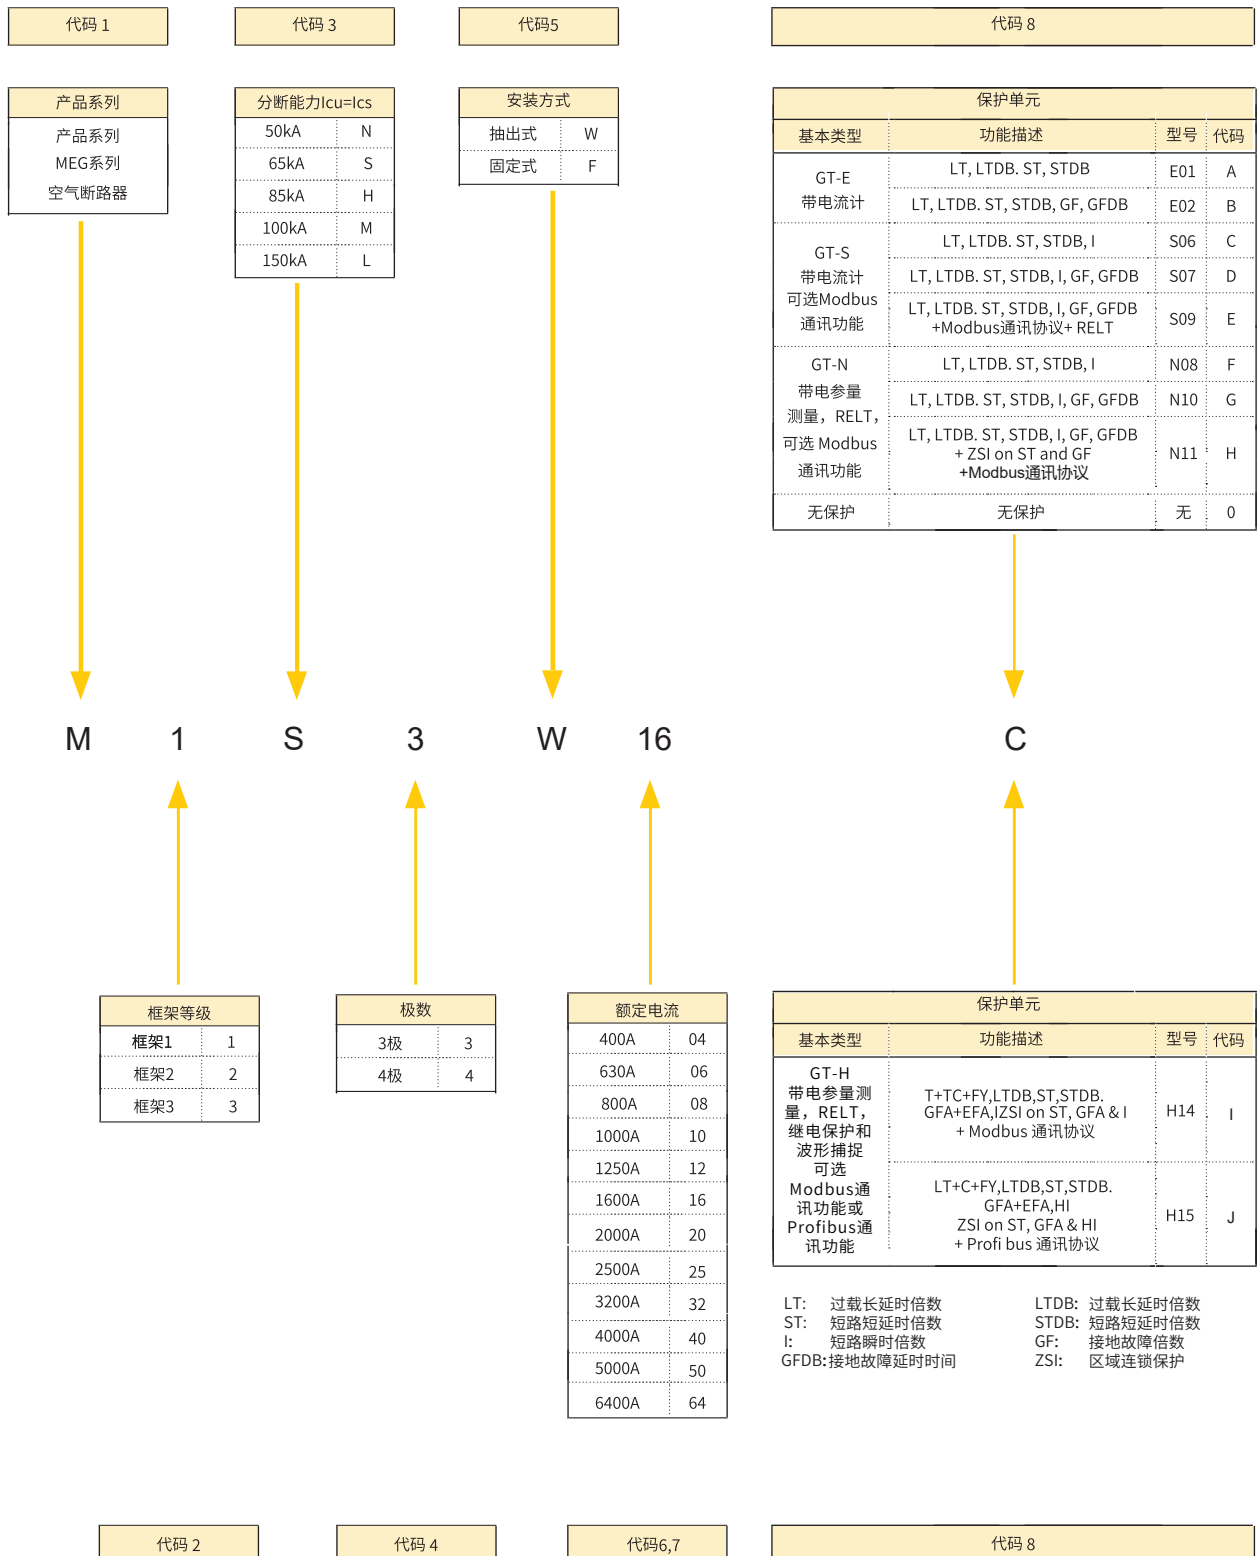 代码 1
代码 3
代码5
代码 8
产品系列
产品系列
MEG系列
空气断路器
分断能力Icu=Ics
50kA N
65kA S
85kA H
100kA M
150kA L
安装方式
抽出式 W
固定式 F
保护单元
基本类型 功能描述 型号 代码
GT-E
带电流计
LT, LTDB. ST, STDB E01 A
LT, LTDB. ST, STDB, GF, GFDB E02 B
GT-S
带电流计
可选Modbus
通讯功能
LT, LTDB. ST, STDB, I S06 C
LT, LTDB. ST, STDB, I, GF, GFDB S07 D
LT, LTDB. ST, STDB, I, GF, GFDB
+Modbus通讯协议+ RELT S09 E
GT-N
带电参量
测量，RELT，
可选 Modbus
通讯功能
LT, LTDB. ST, STDB, I N08 F
LT, LTDB. ST, STDB, I, GF, GFDB N10 G
LT, LTDB. ST, STDB, I, GF, GFDB
+ ZSI on ST and GF
+Modbus通讯协议 N11 H
无保护 无保护 无 0
M 1 S 3 W 16 C
框架等级
框架1 1
框架2 2
框架3 3
极数
3极 3
4极 4
额定电流
400A 04
630A 06
800A 08
1000A 10
1250A 12
1600A 16
2000A 20
2500A 25
3200A 32
4000A 40
5000A 50
6400A 64
保护单元
基本类型 功能描述 型号 代码
GT-H
带电参量测
量，RELT，
继电保护和
波形捕捉
可选
Modbus通
讯功能或
Profibus通
讯功能
T+TC+FY,LTDB,ST,STDB.
GFA+EFA,IZSI on ST, GFA & I
+ Modbus 通讯协议 H14 I
LT+C+FY,LTDB,ST,STDB.
GFA+EFA,HI
ZSI on ST, GFA & HI
+ Profi bus 通讯协议 H15 J
LT: 过载长延时倍数 LTDB: 过载长延时倍数
ST: 短路短延时倍数 STDB: 短路短延时倍数
I: 短路瞬时倍数 GF: 接地故障倍数
GFDB:接地故障延时时间 ZSI: 区域连锁保护
代码 2
代码 4
代码6,7
代码 8